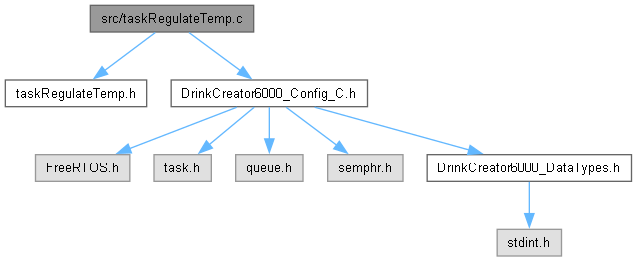 src/taskRegulateTemp.c
taskRegulateTemp.h
DrinkCreator6000_Config_C.h
FreeRTOS.h
task.h
queue.h
semphr.h
DrinkCreator6000_DataTypes.h
stdint.h